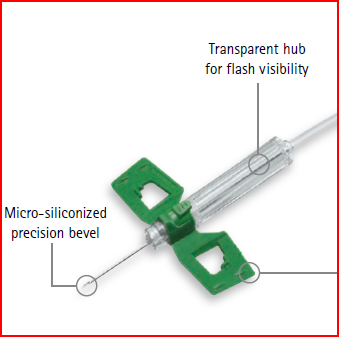 Transparent hub
for flash visibility
Micro-siliconized
precision bevel